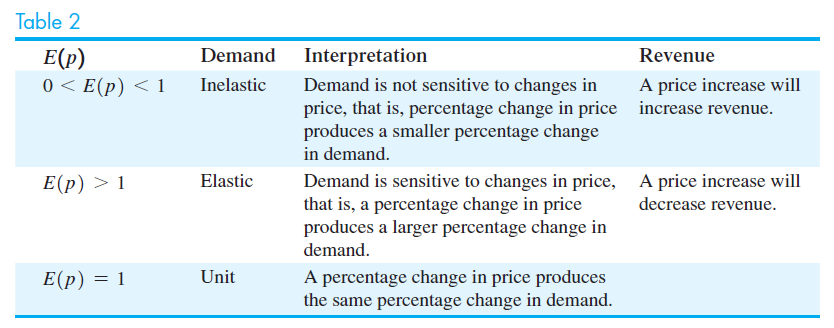 Table 2
E(p) Demand Interpretation Revenue
0 < E(p) < 1 Inelastic Demand is not sensitive to changes in A price increase will
price, that is, percentage change in price increase revenue.
produces a smaller percentage change
in demand.
E(p) > 1 Elastic Demand is sensitive to changes in price, A price increase will
that is, a percentage change in price decrease revenue.
produces a larger percentage change in
demand.
E(p) = 1 Unit A percentage change in price produces
the same percentage change in demand.